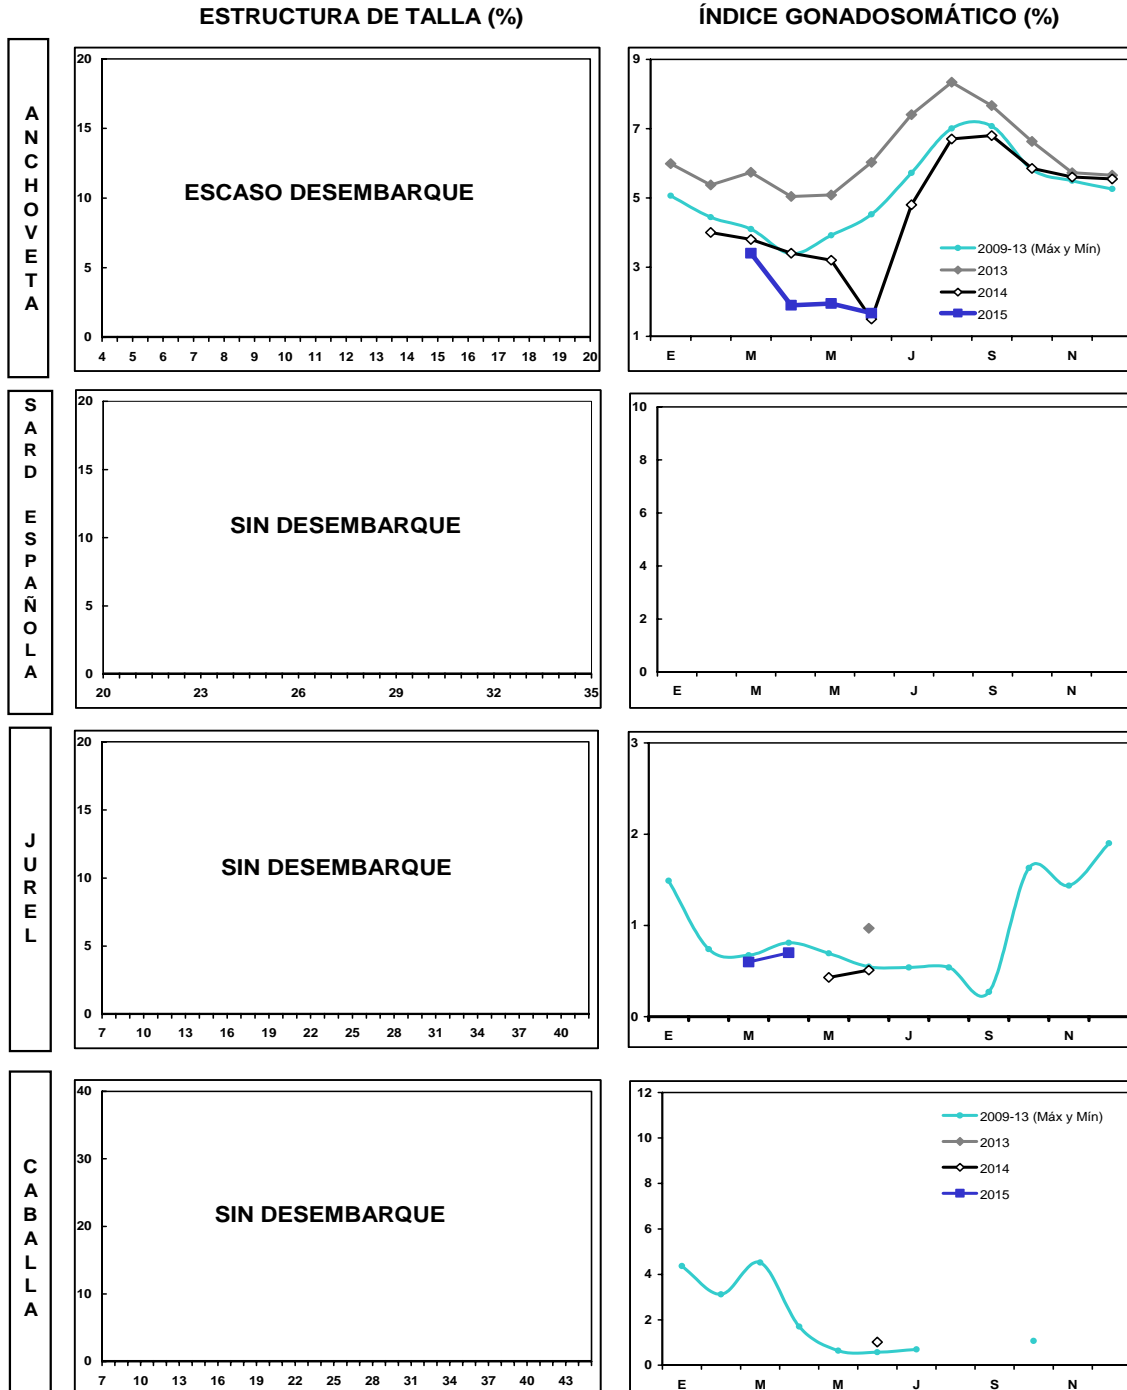 ESTRUCTURA DE TALLA (%)
ÍNDICE GONADOSOMÁTICO (%)
ANCHOVETA
20
15
10
5
0
ESCASO DESEMBARQUE
4 5 6 7 8 9 10 11 12 13 14 15 16 17 18 19 20
9
7
5
3
1
2009-13 (Máx y Mín)
2013
2014
2015
E M M J S N
SARD ESPAÑOLA
20
15
10
5
0
SIN DESEMBARQUE
20 23 26 29 32 35
10
8
6
4
2
0
E M M J S N
JUREL
20
15
10
5
0
SIN DESEMBARQUE
7 10 13 16 19 22 25 28 31 34 37 40
3
2
1
0
E M M J S N
CABALLA
40
30
20
10
0
SIN DESEMBARQUE
7 10 13 16 19 22 25 28 31 34 37 40 43
12
10
8
6
4
2
0
2009-13 (Máx y Mín)
2013
2014
2015
E M M J S N